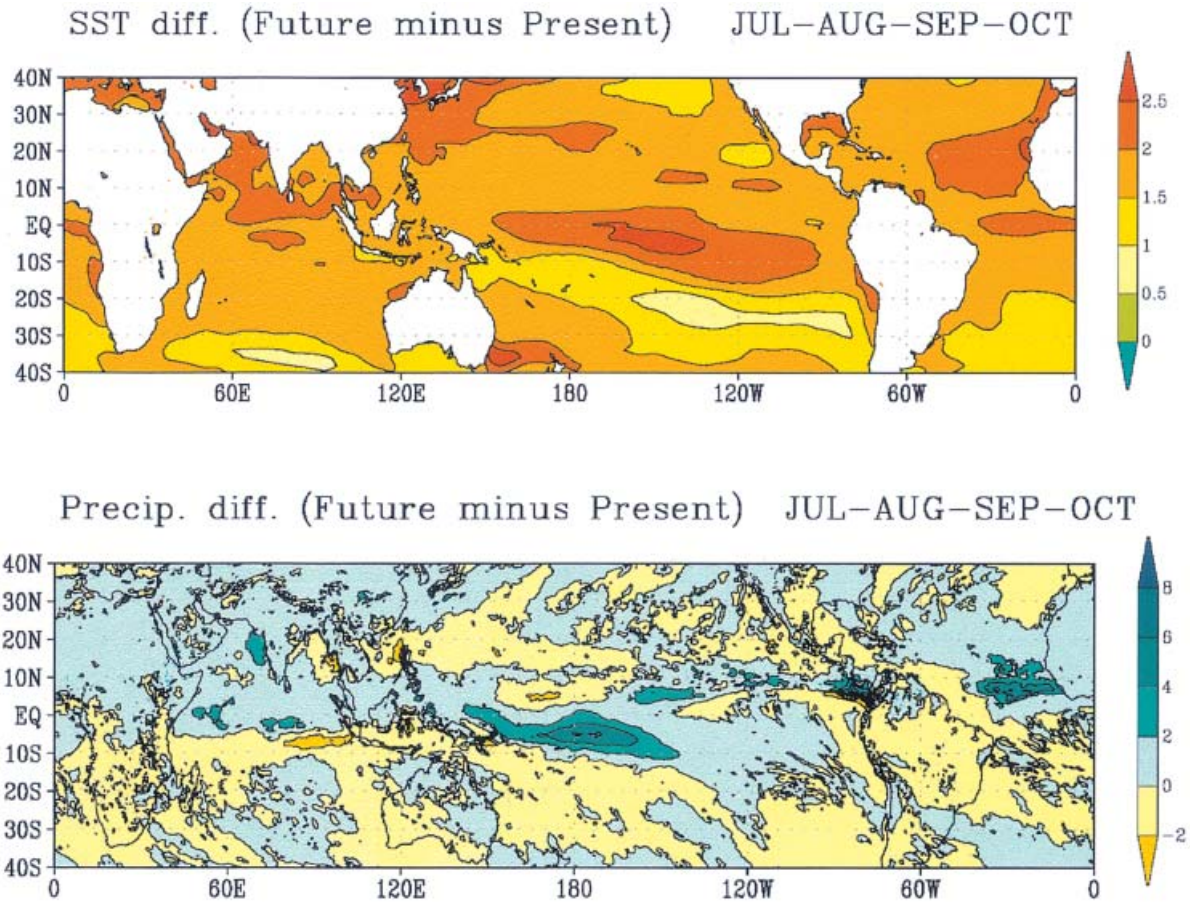 SST diff. (Future minus Present) JUL-AUG-SEP-OCT
40N
30N
20N
10N
EQ
10S
20S
30S
40S
0 60E 120E 180 120W 60W 0
2.5
2
1.5
1
0.5
0
Precip. diff. (Future minus Present) JUL-AUG-SEP-OCT
40N
30N
20N
10N
EQ
10S
20S
30S
40S
0 60E 120E 180 120W 60W 0
8
6
4
2
0
-2